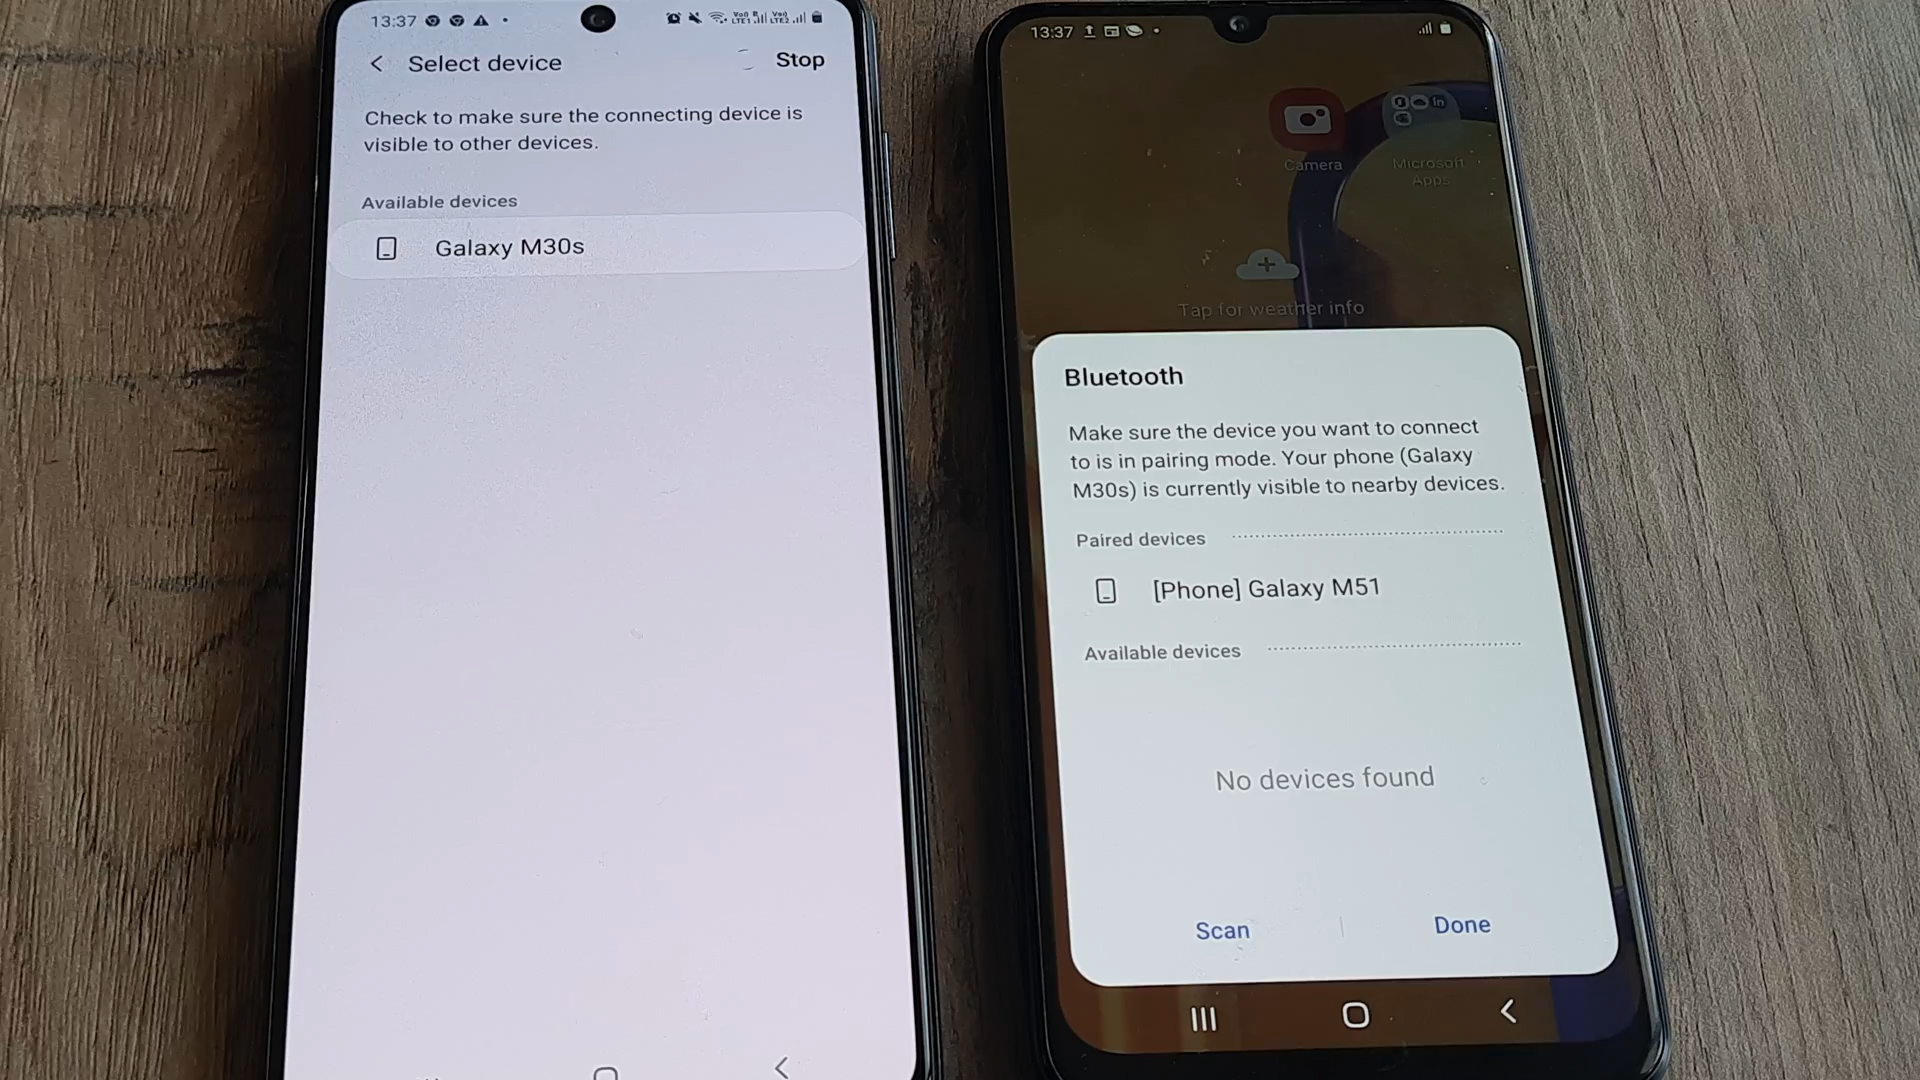 13:37
Select device
Stop
Check to make sure the connecting device is
visible to other devices.
Available devices
Galaxy M30s
13:37
Camera
Microsoft
Apps
Tap for weather info
Bluetooth
Make sure the device you want to connect
to is in pairing mode. Your phone (Galaxy
M30s) is currently visible to nearby devices.
Paired devices
[Phone] Galaxy M51
Available devices
No devices found
Scan
Done